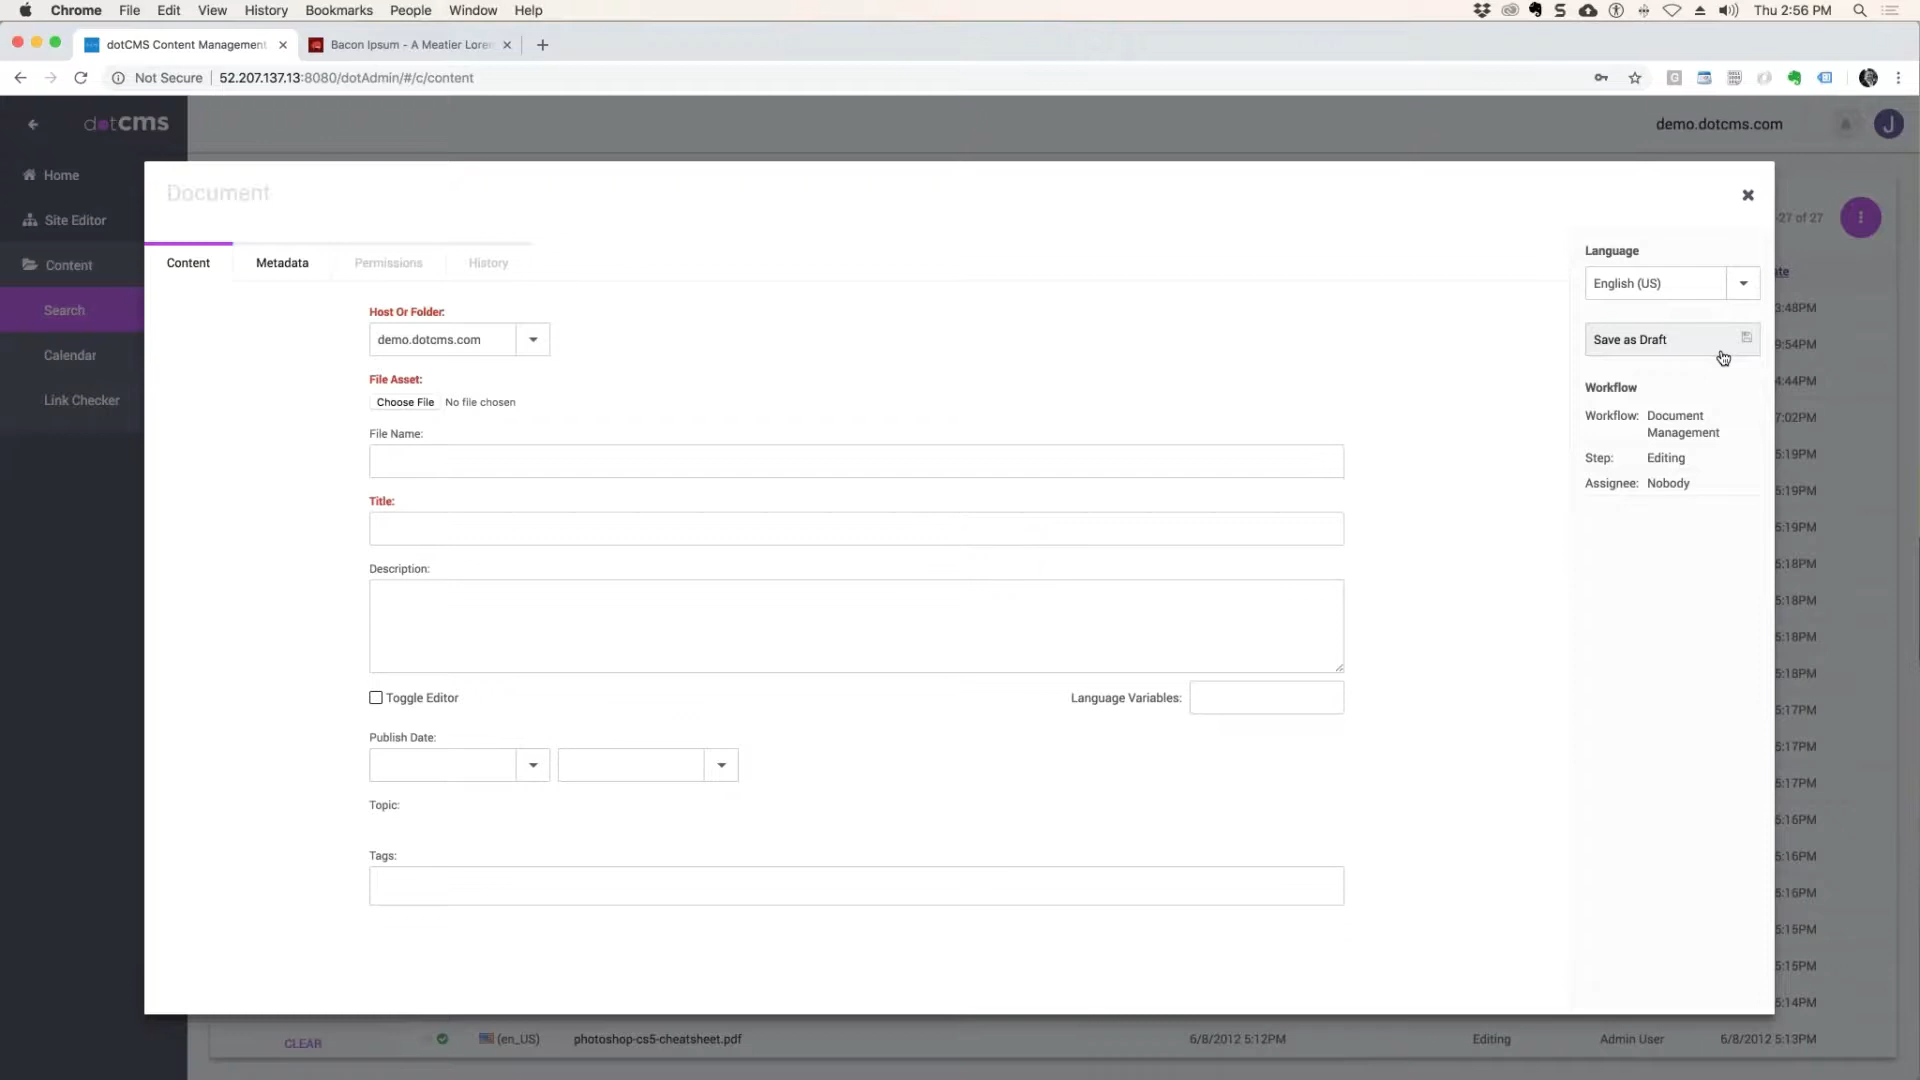 Chrome File Edit View History Bookmarks People Window Help
Thu 2:56 PM
dotCMS Content Management
Bacon Ipsum - A Meatier Lorem
Not Secure
52.207.137.13:8080/dotAdmin/#/c/content
dotCMS
demo.dotcms.com
J
Home
Site Editor
Content
Search
Calendar
Link Checker
Document
-27 of 27
Content
Metadata
Permissions
History
Language
English (US)
Save as Draft
Workflow
Workflow: Document Management
Step: Editing
Assignee: Nobody
Host Or Folder:
demo.dotcms.com
File Asset:
Choose File No file chosen
File Name:
Title:
Description:
Toggle Editor
Language Variables:
Publish Date:
Topic:
Tags:
3:48PM
9:54PM
4:44PM
7:02PM
5:19PM
5:19PM
5:19PM
5:18PM
5:18PM
5:18PM
5:18PM
5:17PM
5:17PM
5:17PM
5:16PM
5:16PM
5:16PM
5:15PM
5:15PM
5:14PM
CLEAR
(en_US)
photoshop-cs5-cheatsheet.pdf
6/8/2012 5:12PM
Editing
Admin User
6/8/2012 5:13PM